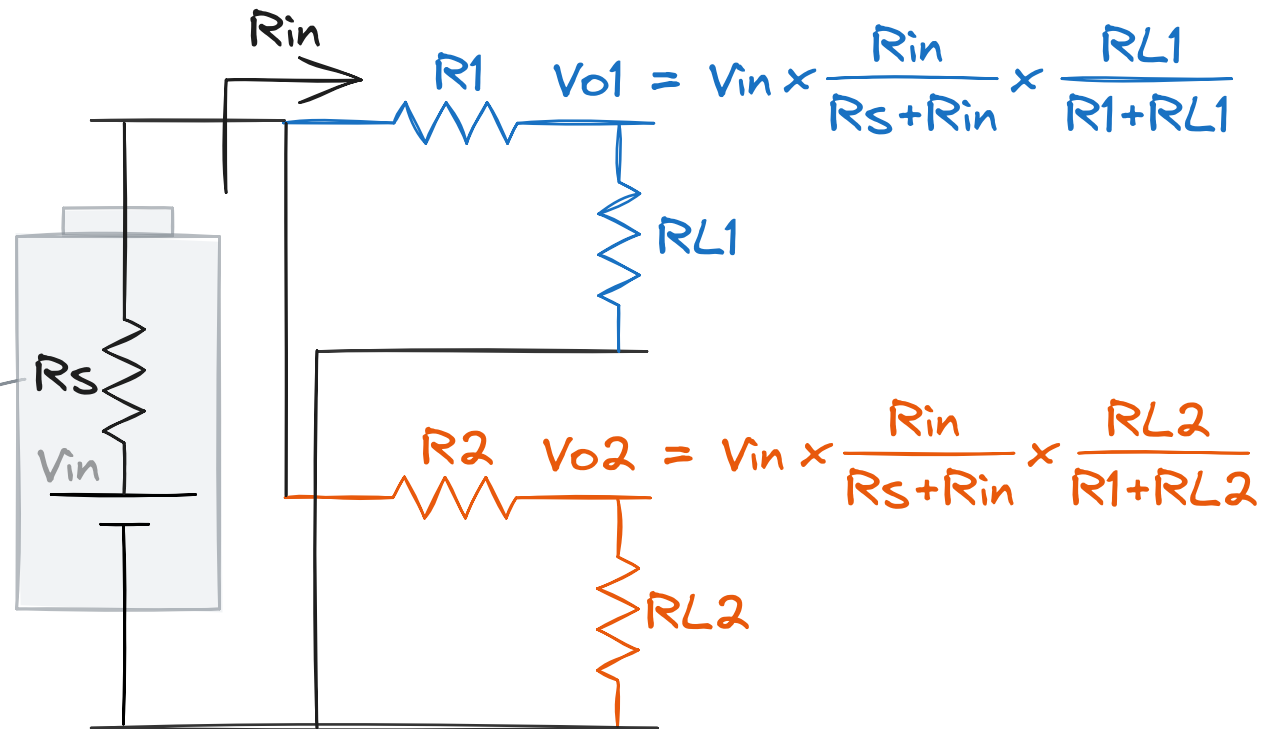 Rin
R1
Vo1 = Vin × Rin / Rs+Rin × RL1 / R1+RL1
RL1
Rs
Vin
R2
Vo2 = Vin × Rin / Rs+Rin × RL2 / R1+RL2
RL2